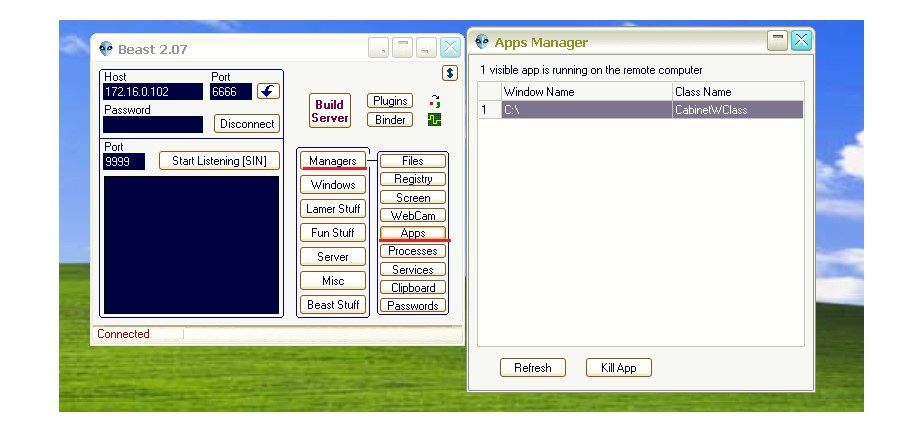 Beast 2.07
Host
Port
172.16.0.102
6666
Password
Disconnect
Port
9999
Start Listening [SIN]
Connected
$
Build
Server
Plugins
Binder
Managers
Windows
Lamer Stuff
Fun Stuff
Server
Misc
Beast Stuff
Files
Registry
Screen
WebCam
Apps
Processes
Services
Clipboard
Passwords
Apps Manager
1 visible app is running on the remote computer
Window Name
Class Name
1
C:\
CabinetWClass
Refresh
Kill App